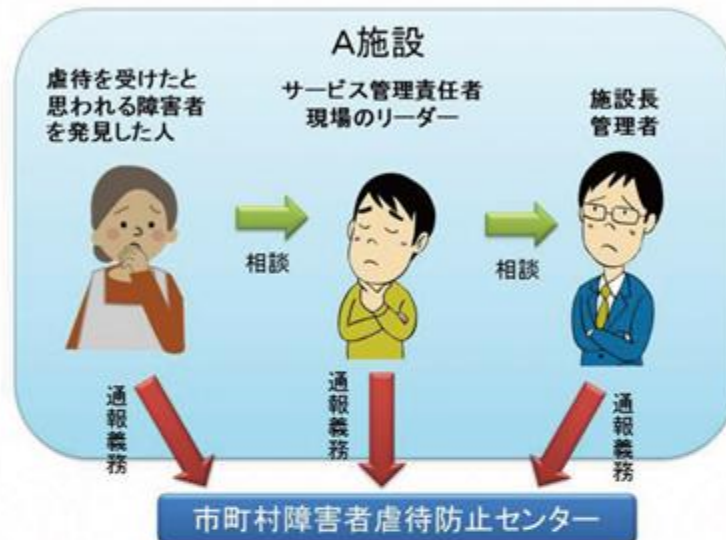 A施設
虐待を受けたと
思われる障害者
を発見した人
サービス管理責任者
現場のリーダー
施設長
管理者
相談
相談
通報義務
通報義務
通報義務
市町村障害者虐待防止センター